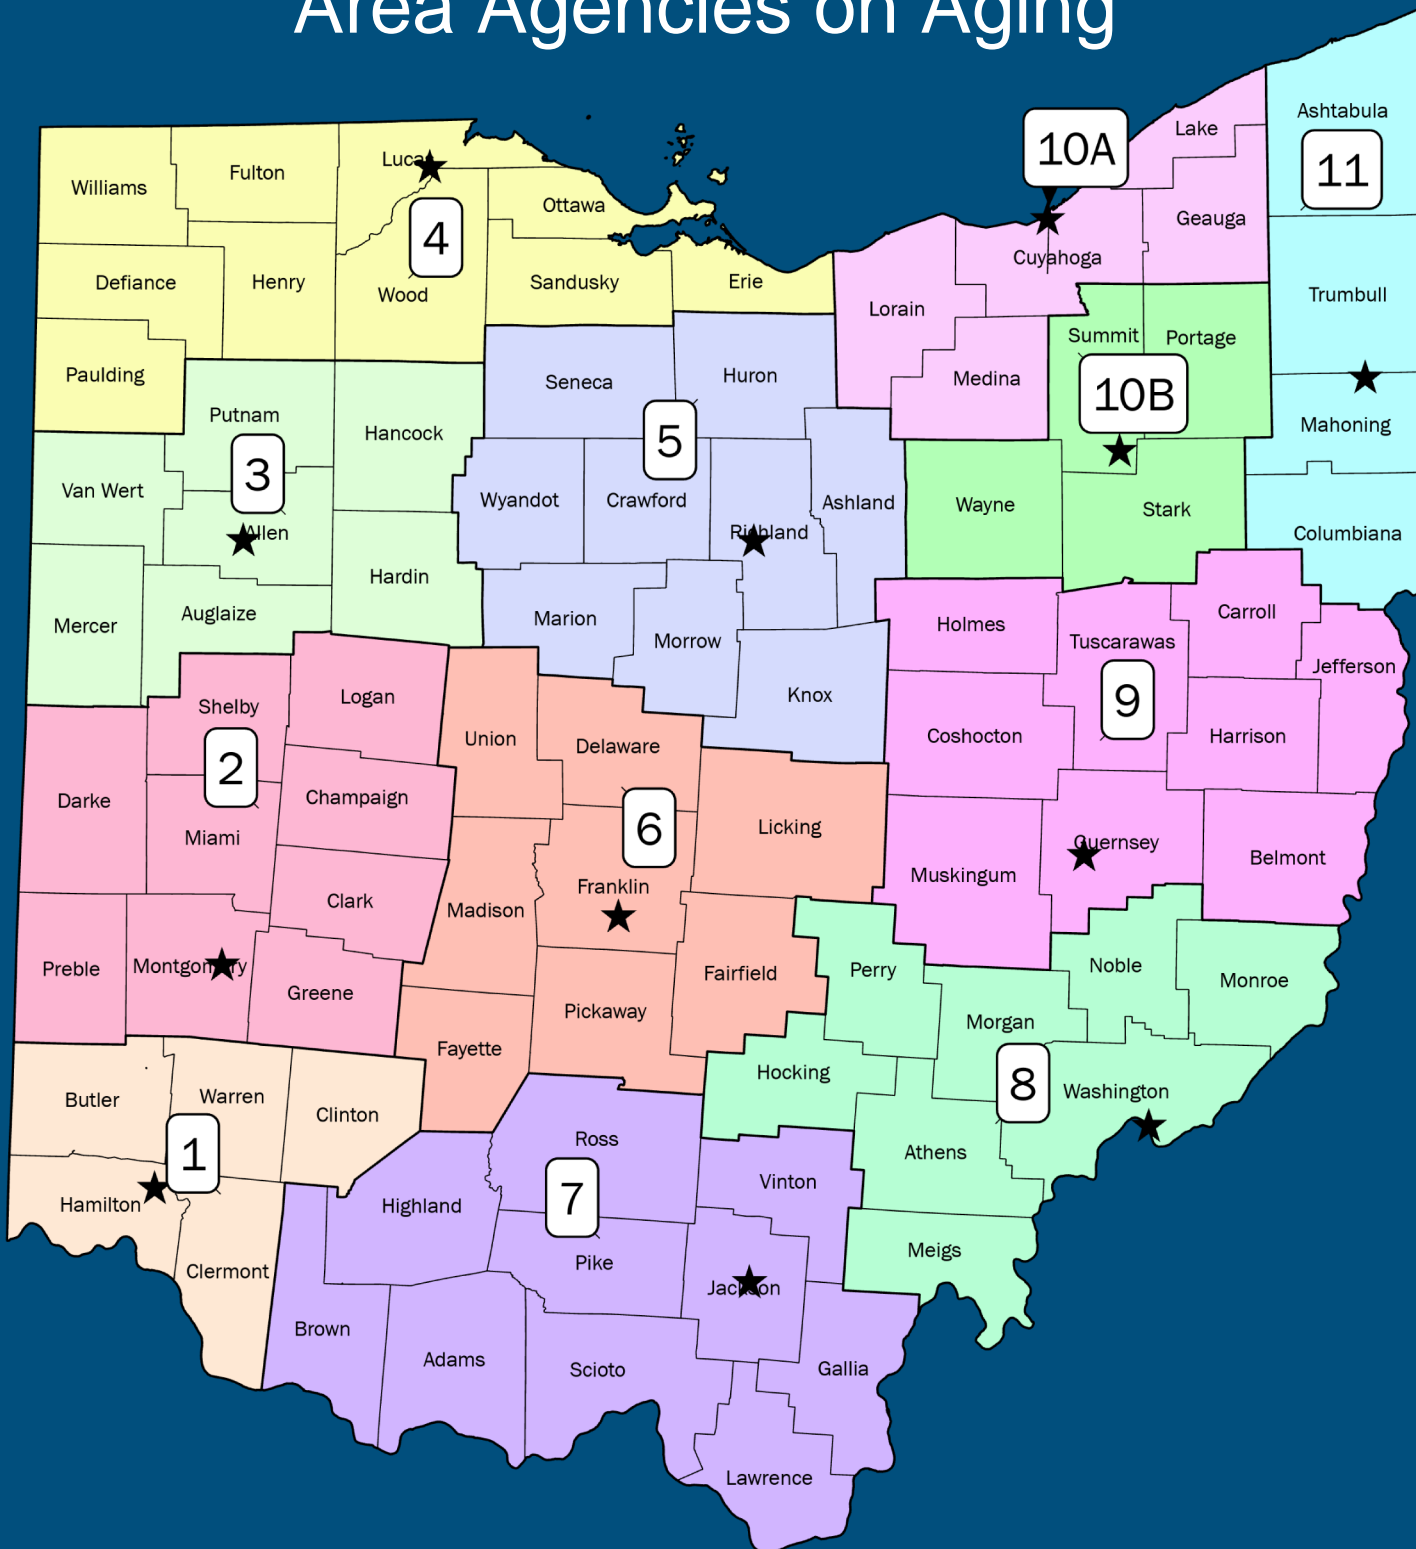 Area Agencies on Aging
Ashtabula
Lake
10A
11
Lucas
Fulton
Williams
Ottawa
Geauga
4
Cuyahoga
Defiance
Henry
Wood
Sandusky
Erie
Trumbull
Lorain
Summit
Portage
Paulding
Seneca
Huron
Medina
10B
Putnam
Hancock
5
Mahoning
3
Van Wert
Wyandot
Crawford
Ashland
Wayne
Stark
Allen
Richland
Columbiana
Hardin
Mercer
Auglaize
Marion
Morrow
Holmes
Carroll
Tuscarawas
Jefferson
Logan
Knox
9
Shelby
Union
Delaware
Coshocton
Harrison
2
Darke
Champaign
6
Licking
Miami
Guernsey
Belmont
Muskingum
Franklin
Clark
Madison
Preble
Montgomery
Fairfield
Perry
Noble
Monroe
Greene
Pickaway
Morgan
Fayette
Hocking
8
Washington
Butler
Warren
Clinton
Ross
1
Athens
Vinton
7
Hamilton
Highland
Meigs
Pike
Clermont
Jackson
Brown
Adams
Scioto
Gallia
Lawrence